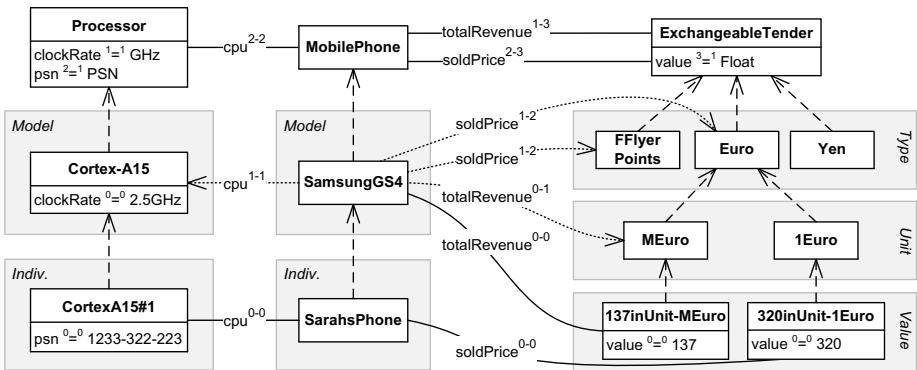 Processor
clockRate ¹=¹ GHz
psn ²=¹ PSN
cpu²⁻²
MobilePhone
totalRevenue¹⁻³
soldPrice²⁻³
ExchangeableTender
value ³=¹ Float
Model
Cortex-A15
clockRate ⁰=⁰ 2.5GHz
cpu¹⁻¹
Model
SamsungGS4
soldPrice¹⁻²
soldPrice¹⁻²
totalRevenue⁰⁻¹
totalRevenue⁰⁻⁰
FFlyer
Points
Euro
Yen
Type
MEuro
1Euro
Unit
Indiv.
CortexA15#1
psn ⁰=⁰ 1233-322-223
cpu⁰⁻⁰
Indiv.
SarahsPhone
soldPrice⁰⁻⁰
137inUnit-MEuro
value ⁰=⁰ 137
320inUnit-1Euro
value ⁰=⁰ 320
Value